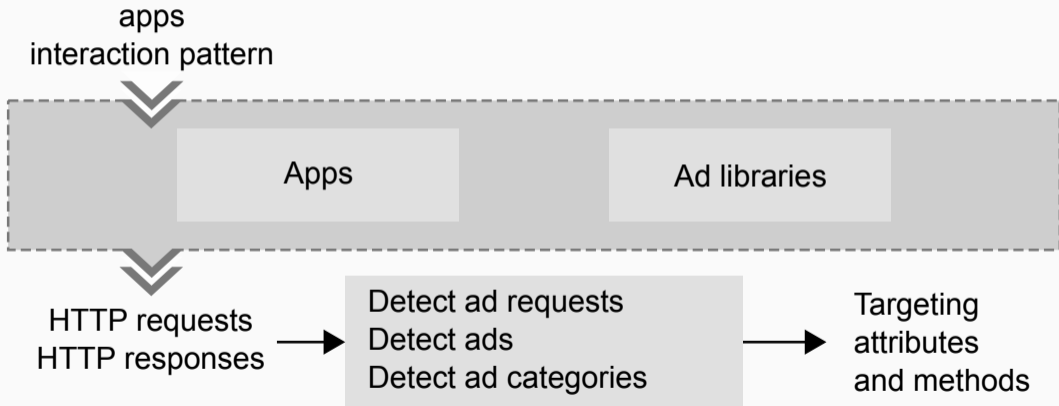 apps
interaction pattern
Apps
Ad libraries
HTTP requests
HTTP responses
Detect ad requests
Detect ads
Detect ad categories
Targeting
attributes
and methods